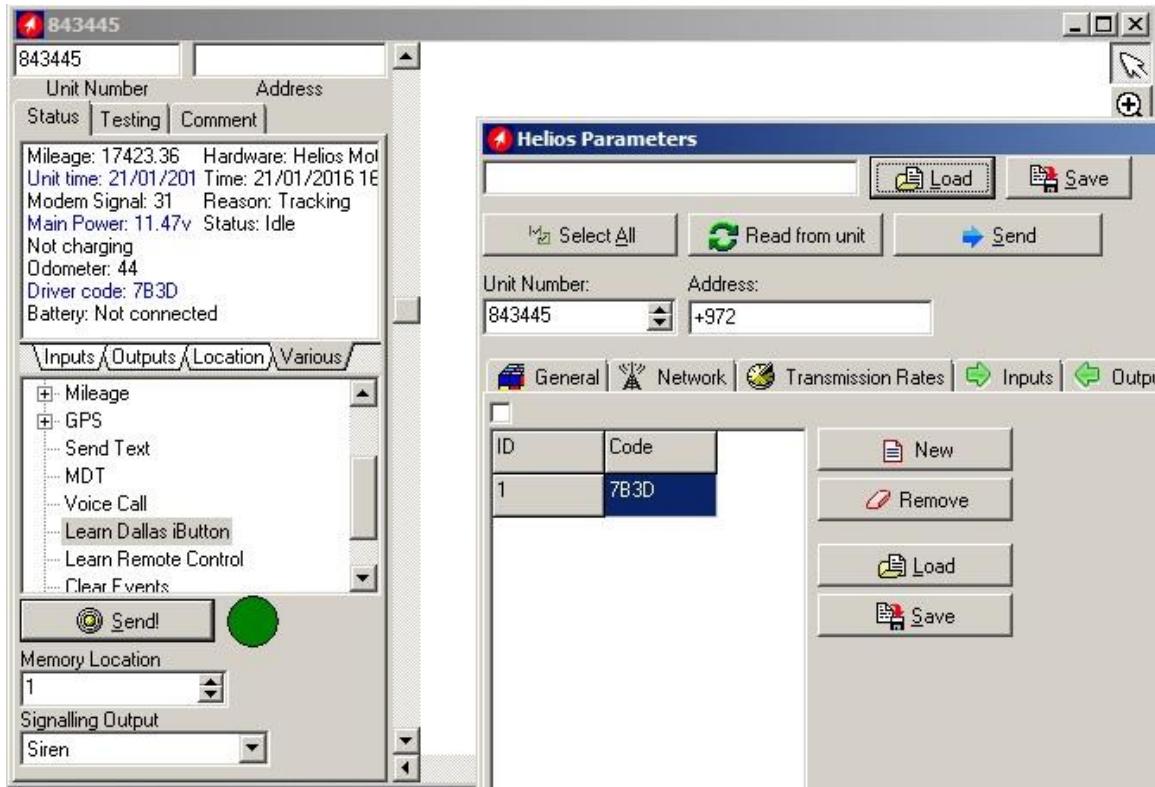 843445
843445
Unit Number Address
Status Testing Comment
Mileage: 17423.36 Hardware: Helios Mot
Unit time: 21/01/201 Time: 21/01/2016 16
Modem Signal: 31 Reason: Tracking
Main Power: 11.47v Status: Idle
Not charging
Odometer: 44
Driver code: 7B3D
Battery: Not connected
Inputs Outputs Location Various
Mileage
GPS
Send Text
MDT
Voice Call
Learn Dallas iButton
Learn Remote Control
Clear Events
Send!
Memory Location
1
Signalling Output
Siren
Helios Parameters
Load Save
Select All Read from unit Send
Unit Number: Address:
843445 +972
General Network Transmission Rates Inputs Outpu
ID Code
1 7B3D
New
Remove
Load
Save